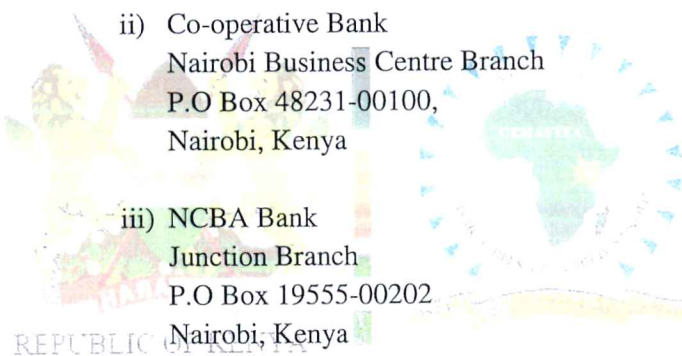 ii) Co-operative Bank
Nairobi Business Centre Branch
P.O Box 48231-00100,
Nairobi, Kenya
iii) NCBA Bank
Junction Branch
P.O Box 19555-00202
Nairobi, Kenya
REPUBLIC OF KENYA